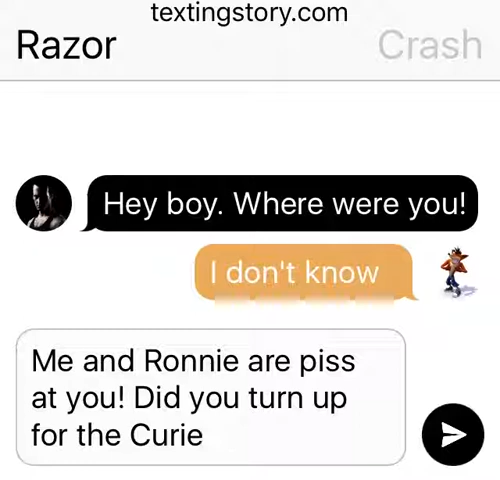 textingstory.com
Razor Crash
Hey boy. Where were you!
I don't know
Me and Ronnie are piss
at you! Did you turn up
for the Curie